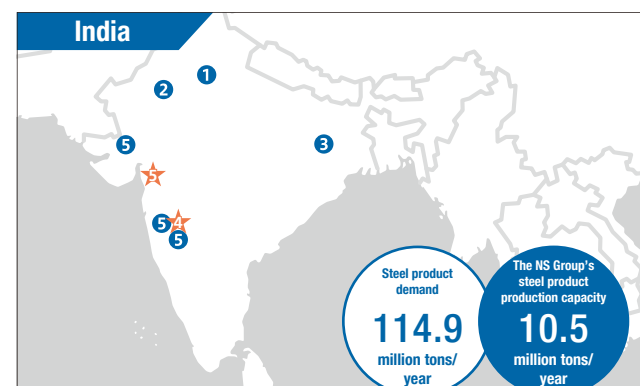 India
1
2
5
3
5
5
4
5
Steel product
demand
114.9
million tons/
year
The NS Group's
steel product
production capacity
10.5
million tons/
year